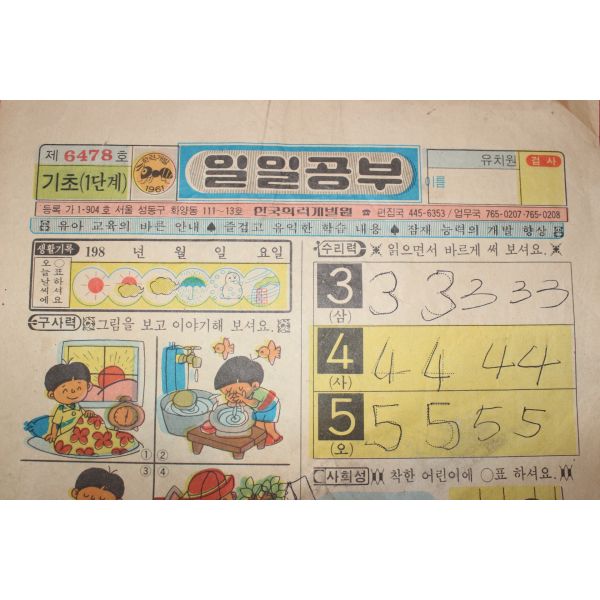 제 6478 호
기초(1단계)
1961
일일공부
유치원 검사
이름
등록 가1-904호 서울 성동구 화양동 111~13호 한국학력개발원 ☎ 편집국 445-6353 / 업무국 765-0207·765-0208
유아 교육의 바른 안내 ♠ 즐겁고 유익한 학습 내용 ♠ 잠재 능력의 개발 향상
생활기록 198 년 월 일 요일
오늘 날씨에 ○표 하셔요
구사력 그림을 보고 이야기해 보셔요.
① ②
③ ④
수리력 읽으면서 바르게 써 보셔요.
3 (삼) 3 3 3 3 3
4 (사) 4 4 4 4
5 (오) 5 5 5 5
사회성 착한 어린이에 ○표 하셔요.